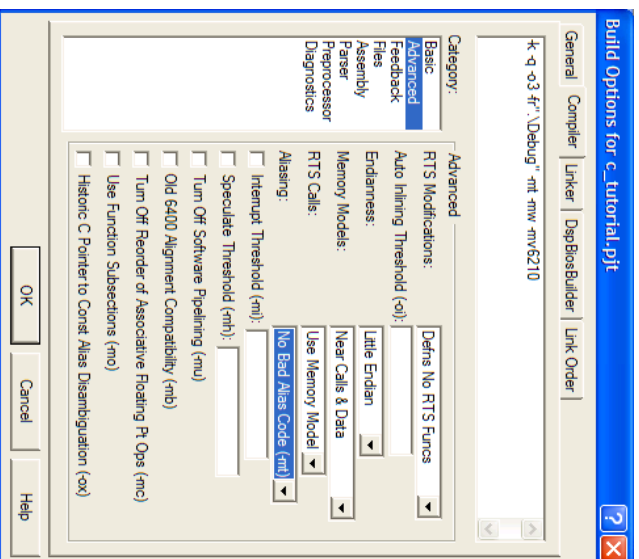 Build Options for c_tutorial.pjt
General Compiler Linker DspBiosBuilder Link Order
-k -q -o3 -fr".\Debug" -mt -mw -mv6210
Category:
Basic
Advanced
Feedback
Files
Assembly
Parser
Preprocessor
Diagnostics
Advanced
RTS Modifications: Defns No RTS Funcs
Auto Inlining Threshold (-oi):
Endianness: Little Endian
Memory Models: Near Calls & Data
RTS Calls: Use Memory Model
Aliasing: No Bad Alias Code (-mt)
Interrupt Threshold (-mi):
Speculate Threshold (-mh):
Turn Off Software Pipelining (-mu)
Old 6400 Alignment Compatibility (-mb)
Turn Off Reorder of Associative Floating Pt Ops (-mc)
Use Function Subsections (-mo)
Historic C Pointer to Const Alias Disambiguation (-ox)
OK Cancel Help